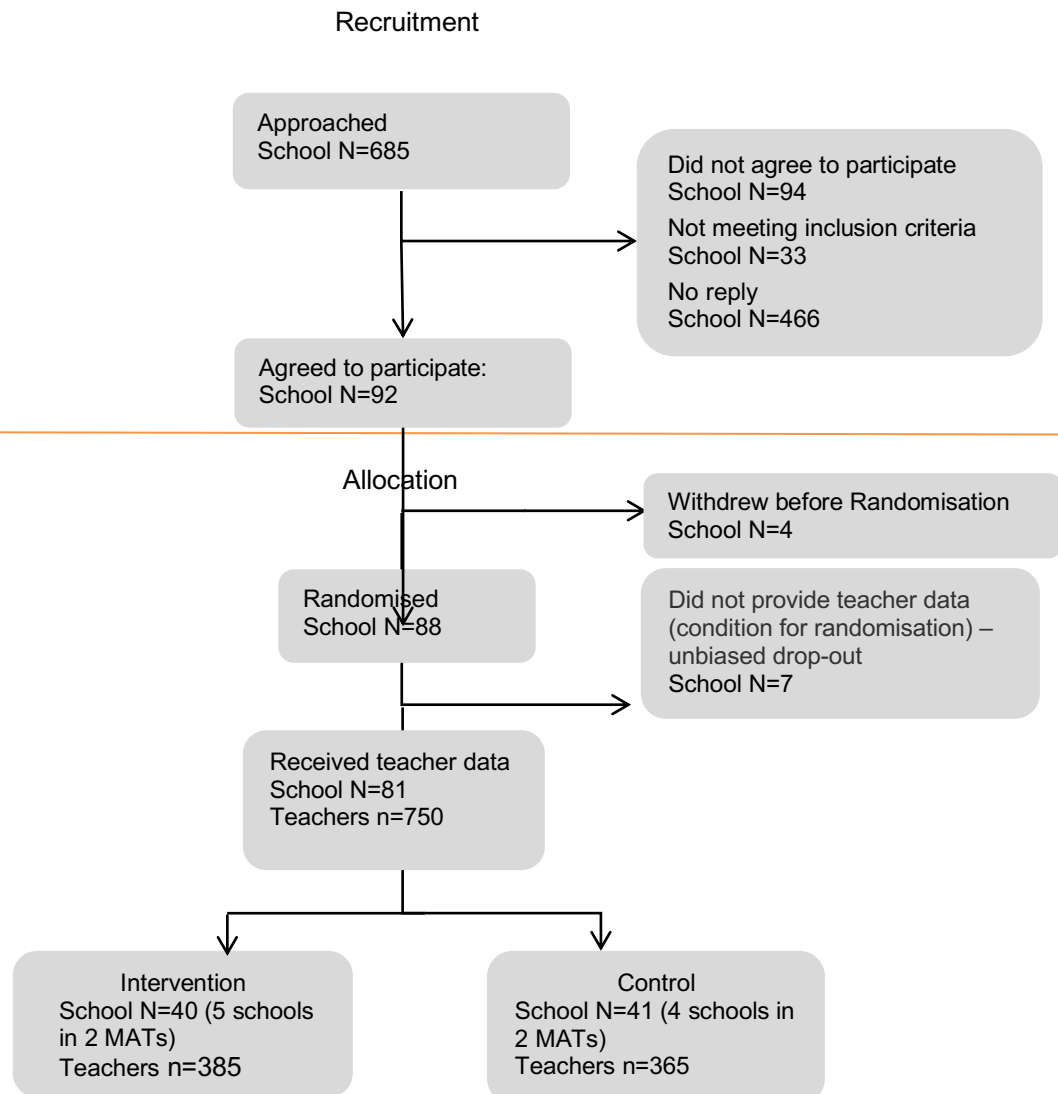 Recruitment
Approached
School N=685
Did not agree to participate
School N=94
Not meeting inclusion criteria
School N=33
No reply
School N=466
Agreed to participate:
School N=92
Allocation
Withdrew before Randomisation
School N=4
Randomised
School N=88
Did not provide teacher data
(condition for randomisation) –
unbiased drop-out
School N=7
Received teacher data
School N=81
Teachers n=750
Intervention
School N=40 (5 schools
in 2 MATs)
Teachers n=385
Control
School N=41 (4 schools in
2 MATs)
Teachers n=365